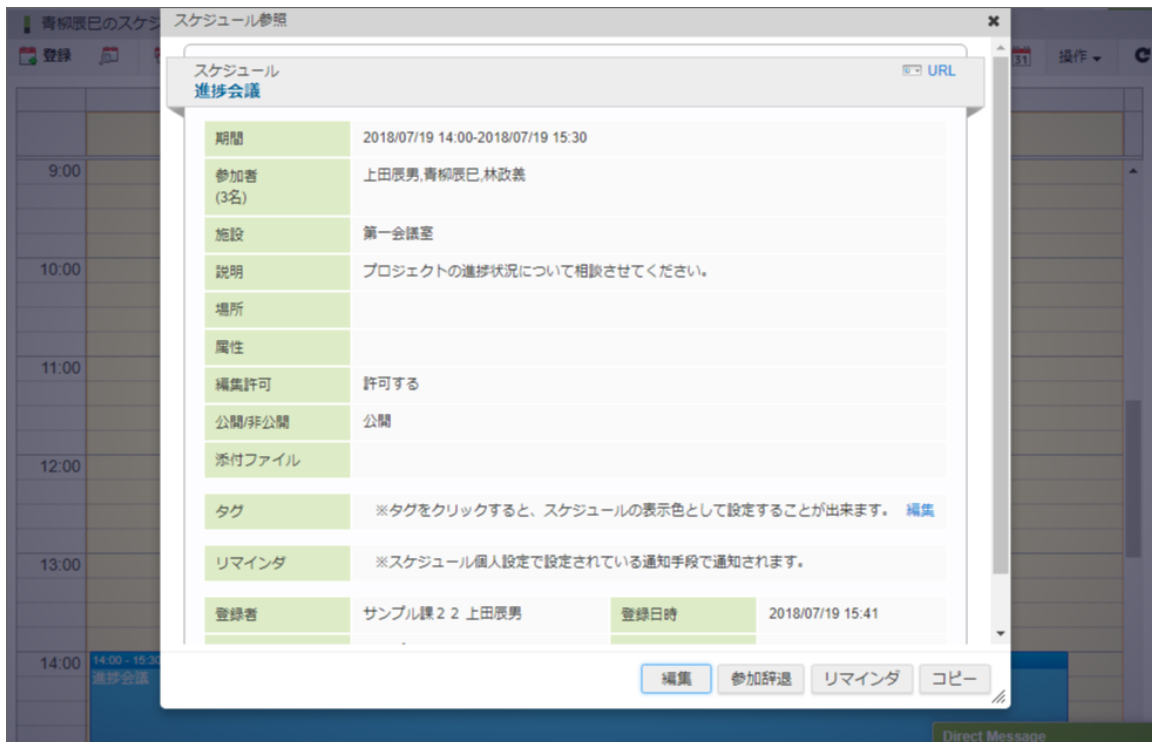 青柳辰巳のスケジ
スケジュール参照
登録
31
操作
スケジュール
URL
進捗会議
期間
2018/07/19 14:00-2018/07/19 15:30
9:00
参加者
(3名)
上田辰男,青柳辰巳,林政義
施設
第一会議室
10:00
説明
プロジェクトの進捗状況について相談させてください。
場所
属性
11:00
編集許可
許可する
公開/非公開
公開
12:00
添付ファイル
タグ
※タグをクリックすると、スケジュールの表示色として設定することが出来ます。 編集
13:00
リマインダ
※スケジュール個人設定で設定されている通知手段で通知されます。
登録者
サンプル課22 上田辰男
登録日時
2018/07/19 15:41
14:00
14:00 - 15:30
進捗会議
編集
参加辞退
リマインダ
コピー
Direct Message